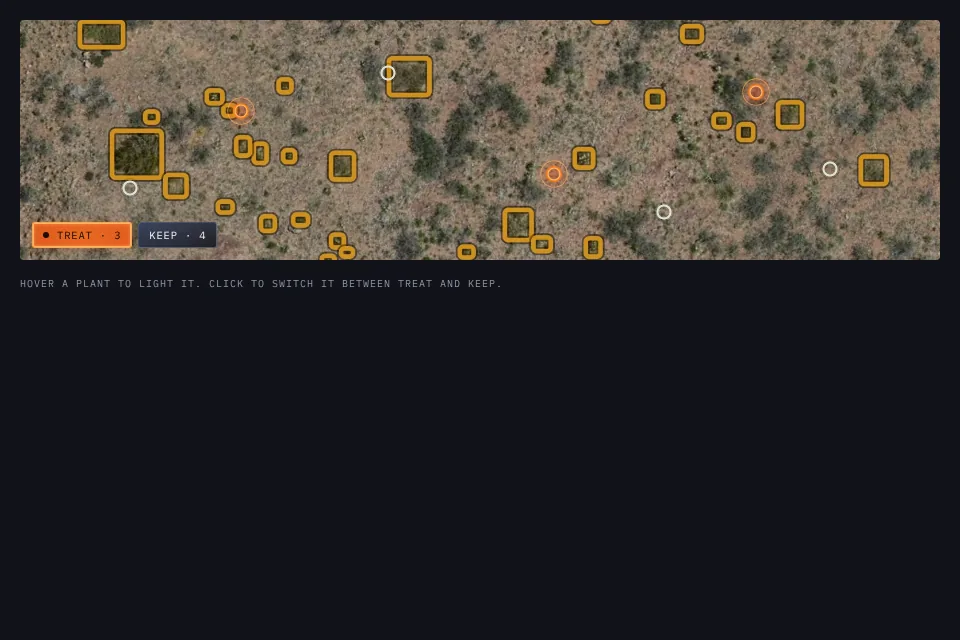 TREAT · 3
KEEP · 4
HOVER A PLANT TO LIGHT IT. CLICK TO SWITCH IT BETWEEN TREAT AND KEEP.